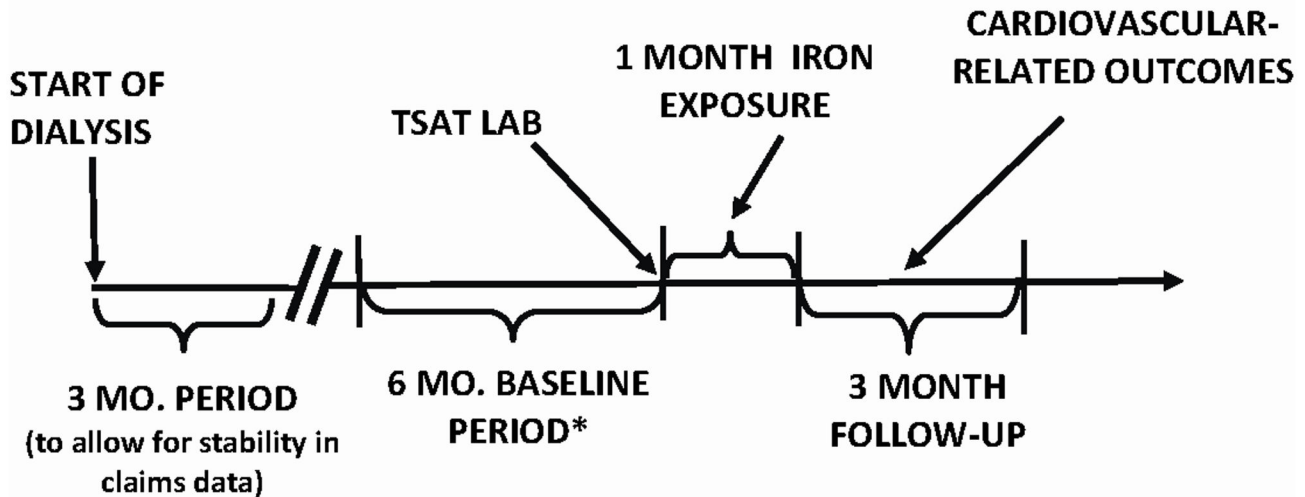 START OF
DIALYSIS
TSAT LAB
1 MONTH IRON
EXPOSURE
CARDIOVASCULAR-
RELATED OUTCOMES
3 MO. PERIOD
(to allow for stability in
claims data)
6 MO. BASELINE
PERIOD*
3 MONTH
FOLLOW-UP